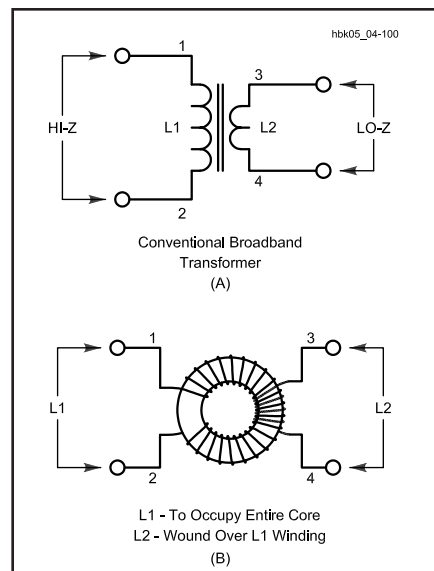 hbk05_04-100
1
3
HI-Z
L1
L2
LO-Z
2
4
Conventional Broadband
Transformer
(A)
1
3
L1
L2
2
4
L1 - To Occupy Entire Core
L2 - Wound Over L1 Winding
(B)